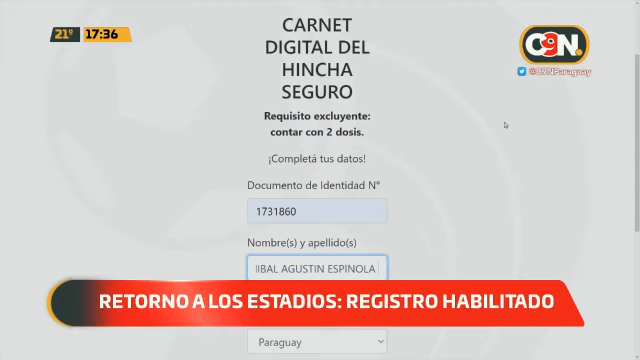 21º
17:36
C9N
@C9NParaguay
CARNET
DIGITAL DEL
HINCHA
SEGURO
Requisito excluyente:
contar con 2 dosis.
¡Completá tus datos!
Documento de Identidad N°
1731860
Nombre(s) y apellido(s)
IIBAL AGUSTIN ESPINOLA
RETORNO A LOS ESTADIOS: REGISTRO HABILITADO
Paraguay